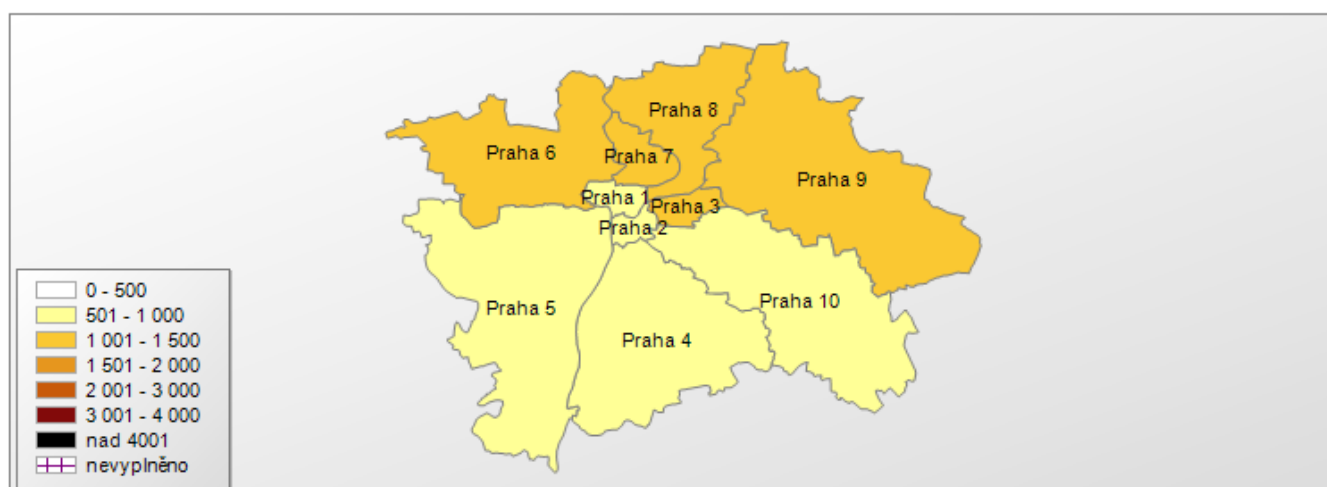 Praha 8
Praha 6
Praha 7
Praha 9
Praha 1
Praha 3
Praha 2
Praha 10
Praha 5
Praha 4
0 - 500
501 - 1 000
1 001 - 1 500
1 501 - 2 000
2 001 - 3 000
3 001 - 4 000
nad 4001
nevyplněno